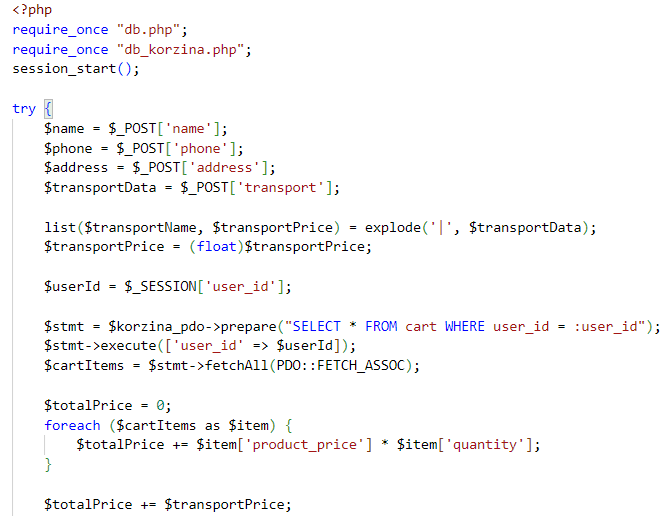 <?php
require_once "db.php";
require_once "db_korzina.php";
session_start();
try {
$name = $_POST['name'];
$phone = $_POST['phone'];
$address = $_POST['address'];
$transportData = $_POST['transport'];
list($transportName, $transportPrice) = explode('|', $transportData);
$transportPrice = (float)$transportPrice;
$userId = $_SESSION['user_id'];
$stmt = $korzina_pdo->prepare("SELECT * FROM cart WHERE user_id = :user_id");
$stmt->execute(['user_id' => $userId]);
$cartItems = $stmt->fetchAll(PDO::FETCH_ASSOC);
$totalPrice = 0;
foreach ($cartItems as $item) {
$totalPrice += $item['product_price'] * $item['quantity'];
}
$totalPrice += $transportPrice;